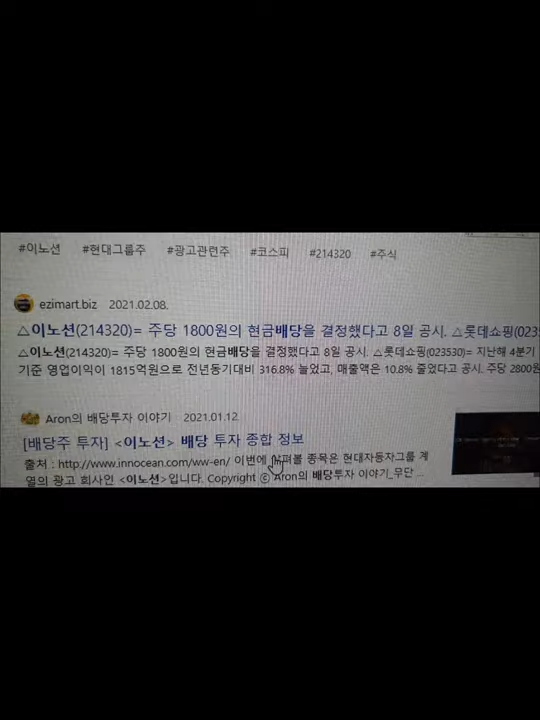 #이노션 #현대그룹주 #광고관련주 #코스피 #214320 #주식
ezimart.biz 2021.02.08.
△이노션(214320)= 주당 1800원의 현금배당을 결정했다고 8일 공시. △롯데쇼핑(0235
△이노션(214320)= 주당 1800원의 현금배당을 결정했다고 8일 공시. △롯데쇼핑(023530)= 지난해 4분기
기준 영업이익이 1815억원으로 전년동기대비 316.8% 늘었고, 매출액은 10.8% 줄었다고 공시. 주당 2800원
Aron의 배당투자 이야기 2021.01.12.
[배당주 투자] <이노션> 배당 투자 종합 정보
출처 : http://www.innocean.com/ww-en/ 이번에 살펴볼 종목은 현대자동차그룹 계
열의 광고 회사인 <이노션>입니다. Copyright ⓒ Aron의 배당투자 이야기_무단 ...